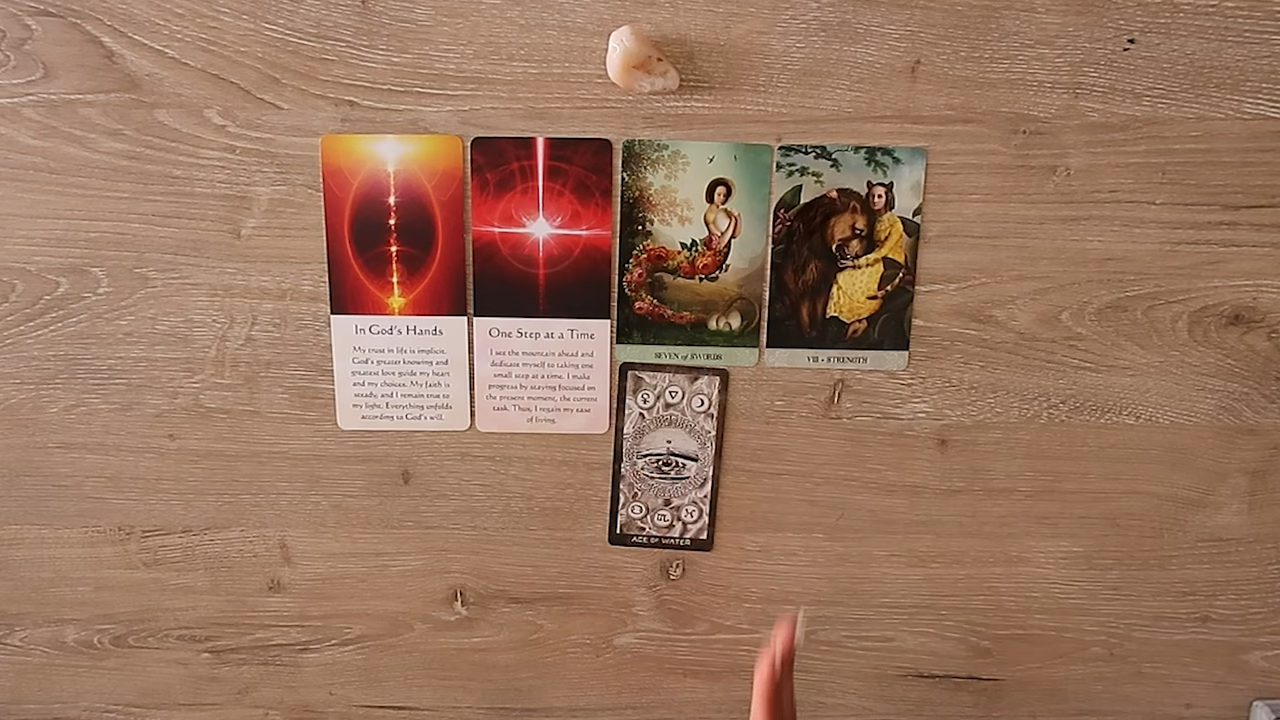 In God's Hands
My trust in life is implicit.
God's greater knowing and
greatest love guide my heart
and my choices. My faith is
steady, and I remain true to
my light. Everything unfolds
according to God's will.
One Step at a Time
I see the mountain ahead and
dedicate myself to taking one
small step at a time. I make
progress by staying focused on
the present moment, the current
task. Thus, I regain my ease
of living.
SEVEN of SWORDS
VIII • STRENGTH
ACE OF WATER